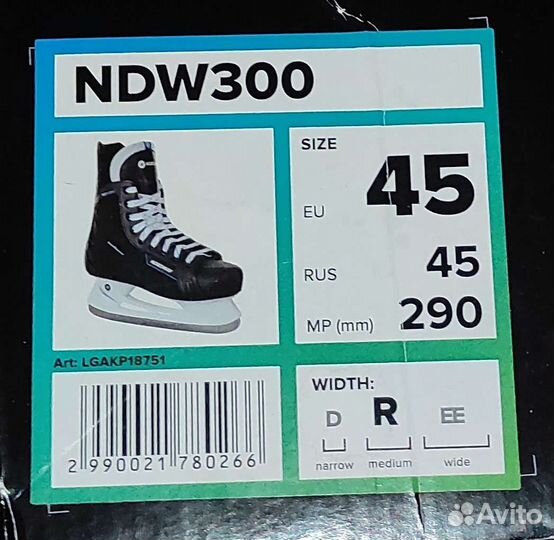 NDW300
SIZE
EU 45
RUS 45
MP (mm) 290
Art: LGAKP18751
2 990021 780266
WIDTH:
D R EE
narrow medium wide
Avito